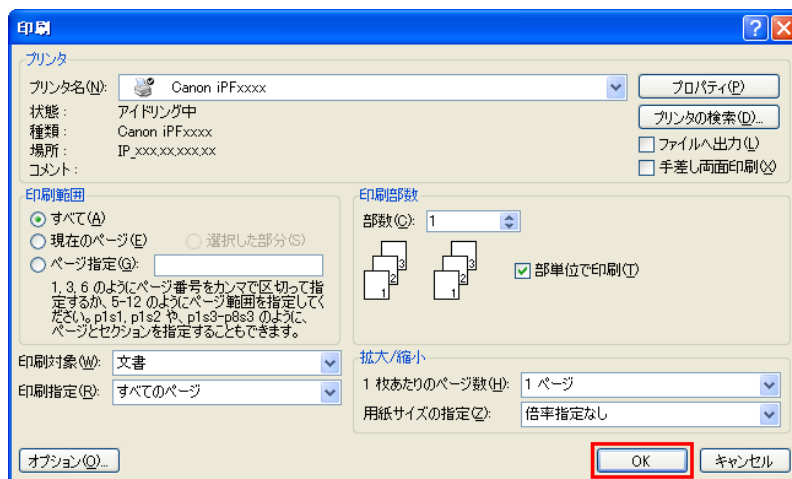 印刷
プリンタ
プリンタ名(N): Canon iPFxxxx プロパティ(P)
状態: アイドリング中 プリンタの検索(D)...
種類: Canon iPFxxxx ファイルへ出力(L)
場所: IP_xxx,xx,xxx,xx 手差し両面印刷(X)
コメント:
印刷範囲
すべて(A)
現在のページ(E) 選択した部分(S)
ページ指定(G):
1, 3, 6 のようにページ番号をカンマで区切って指
定するか、5-12 のようにページ範囲を指定してく
ださい。p1s1, p1s2 や、p1s3-p8s3 のように、
ページとセクションを指定することもできます。
印刷部数
部数(C): 1
1 2 3 1 2 3 部単位で印刷(T)
印刷対象(W): 文書
印刷指定(R): すべてのページ
拡大/縮小
1 枚あたりのページ数(H): 1 ページ
用紙サイズの指定(Z): 倍率指定なし
オプション(O)... OK キャンセル